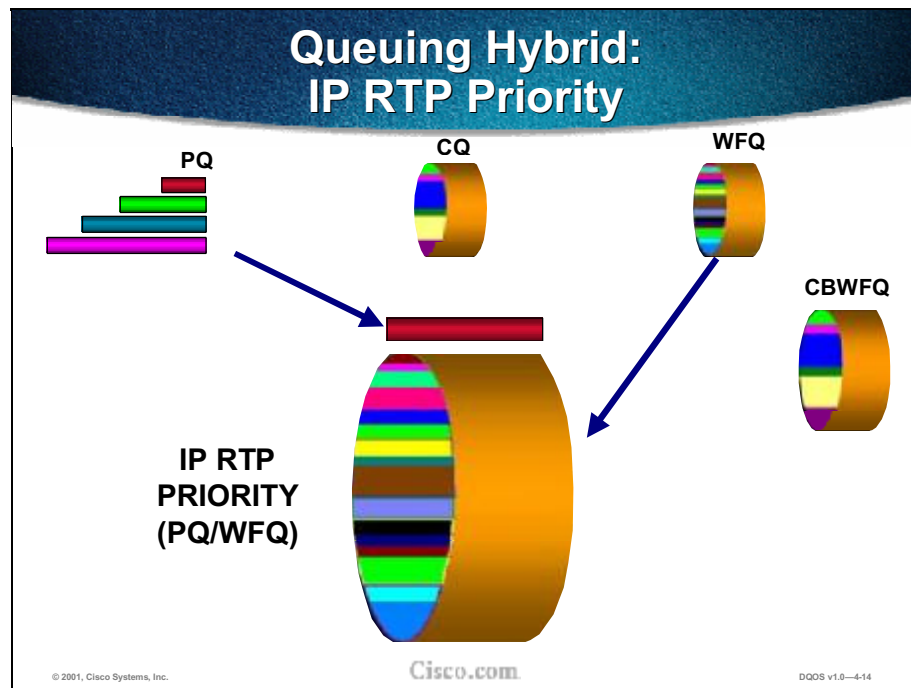 Queuing Hybrid:
IP RTP Priority
PQ
CQ
WFQ
CBWFQ
IP RTP
PRIORITY
(PQ/WFQ)
© 2001, Cisco Systems, Inc.
Cisco.com
DQOS v1.0—4-14